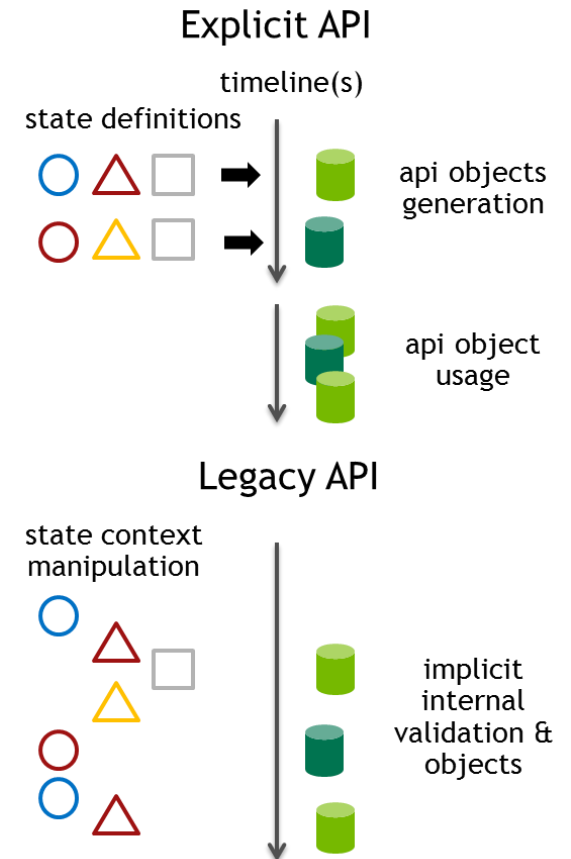 Explicit API
timeline(s)
state definitions
api objects
generation
api object
usage
Legacy API
state context
manipulation
implicit
internal
validation &
objects